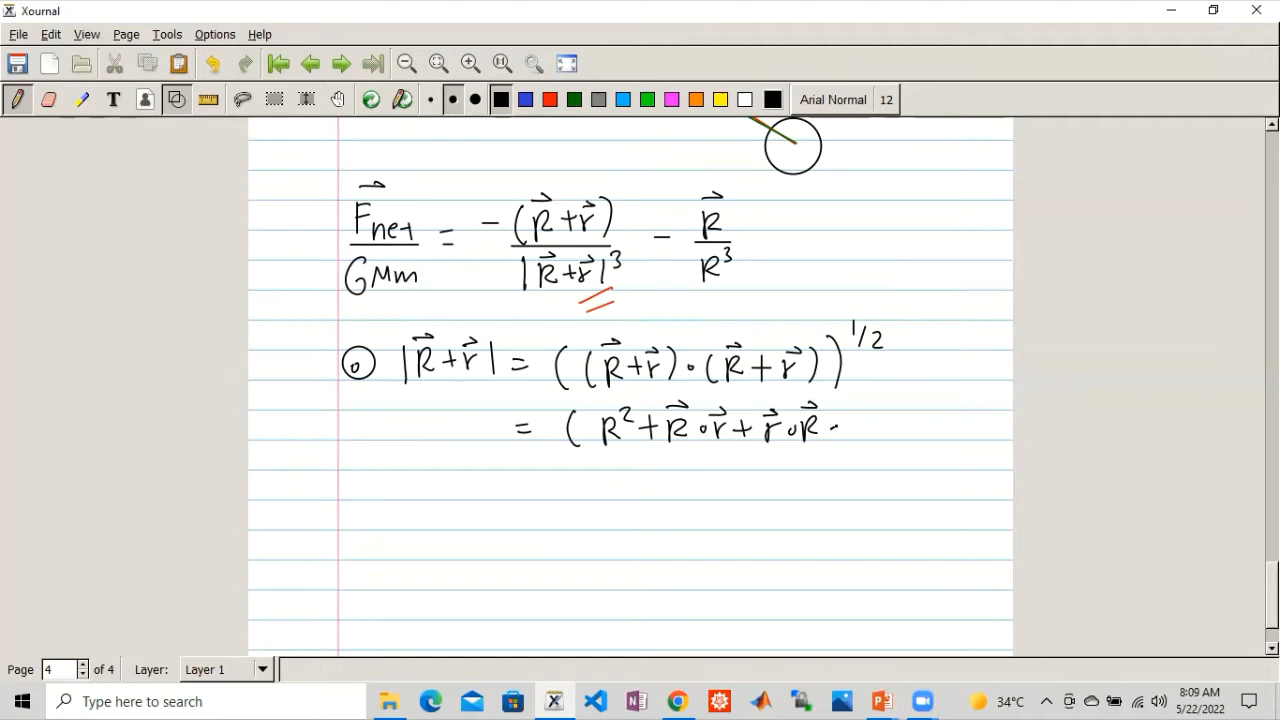 Xournal
File Edit View Page Tools Options Help
Arial Normal 12
F⃗net / GMm = −(R⃗+r⃗) / |R⃗+r⃗|³ − R⃗ / R³
|R⃗+r⃗| = ((R⃗+r⃗)•(R⃗+r⃗))^1/2
= (R²+R⃗•r⃗+r⃗•R⃗
Page 4 of 4 Layer: Layer 1
Type here to search
34°C
8:09 AM
5/22/2022